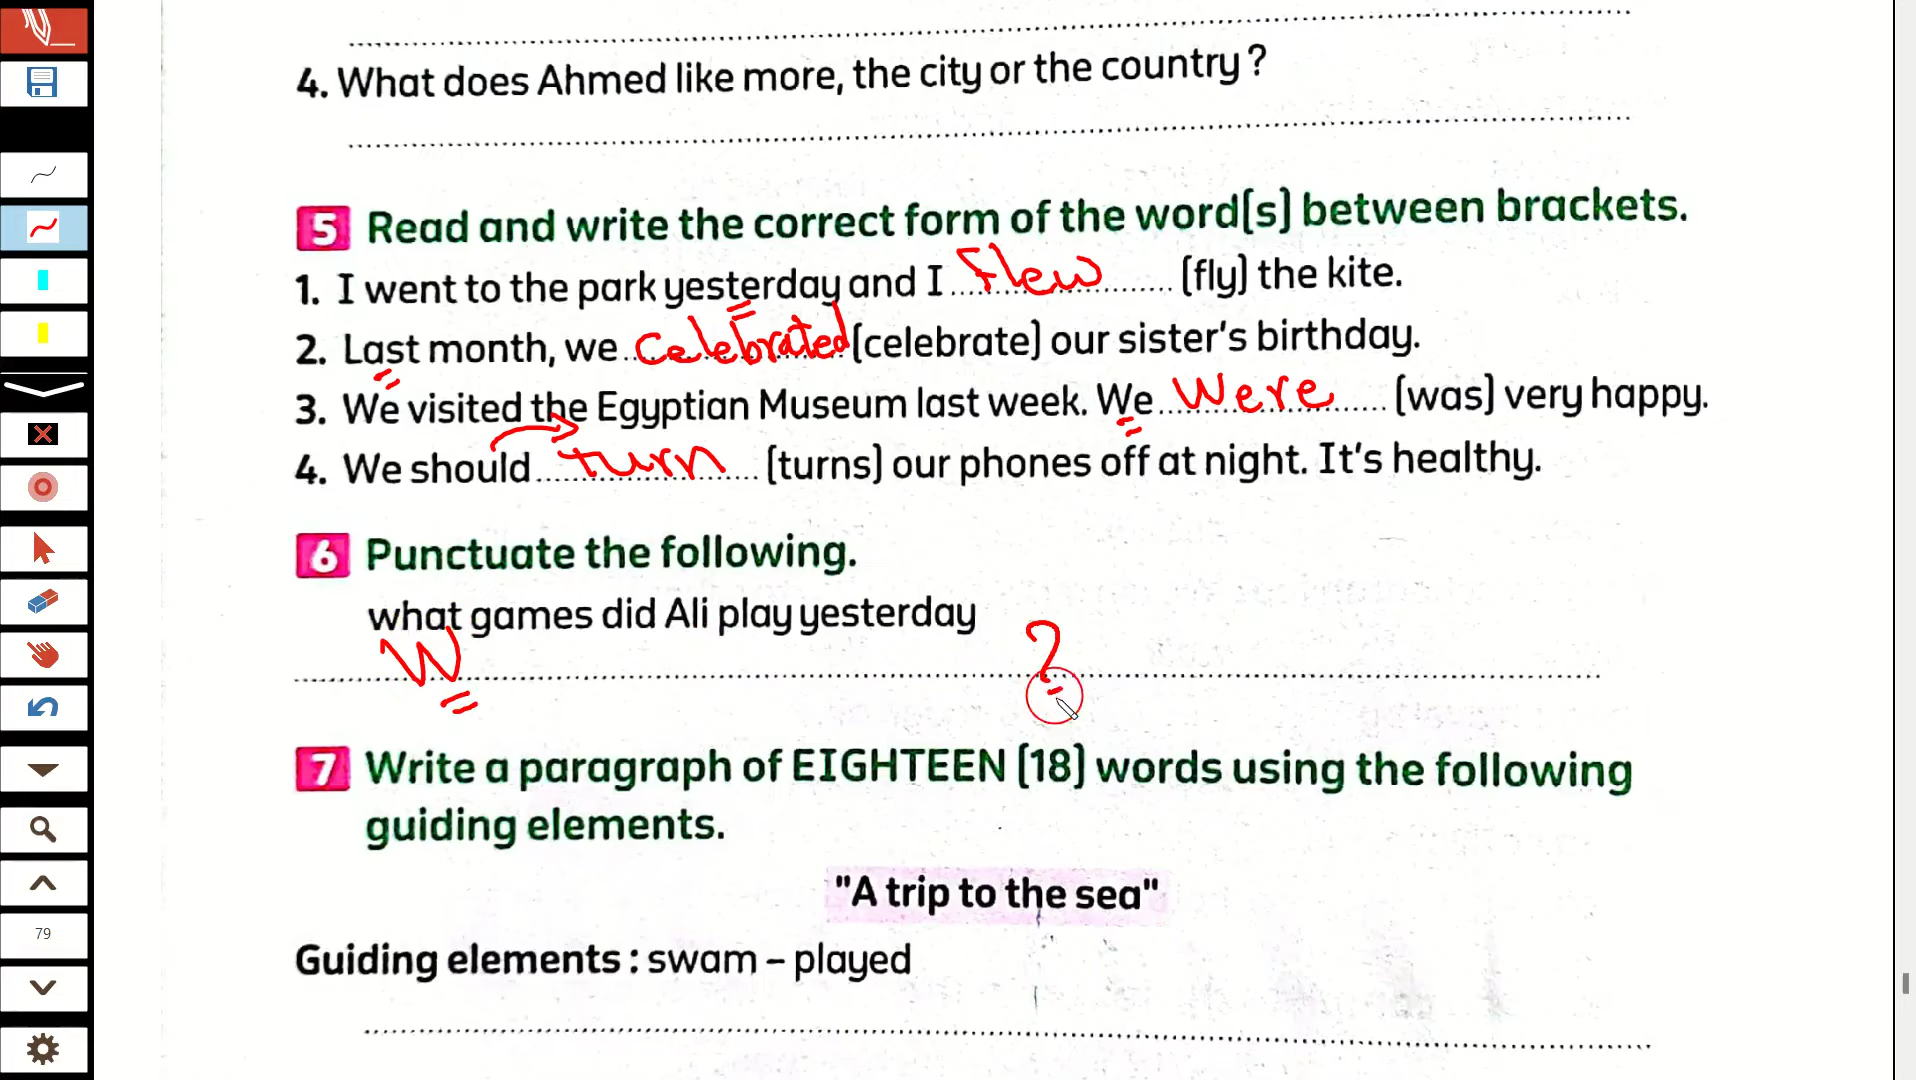 4. What does Ahmed like more, the city or the country ?
5 Read and write the correct form of the word(s) between brackets.
1. I went to the park yesterday and I flew (fly) the kite.
2. Last month, we celebrated (celebrate) our sister's birthday.
3. We visited the Egyptian Museum last week. We were (was) very happy.
4. We should turn (turns) our phones off at night. It's healthy.
6 Punctuate the following.
what games did Ali play yesterday
W ?
7 Write a paragraph of EIGHTEEN (18) words using the following
guiding elements.
"A trip to the sea"
Guiding elements : swam – played
79